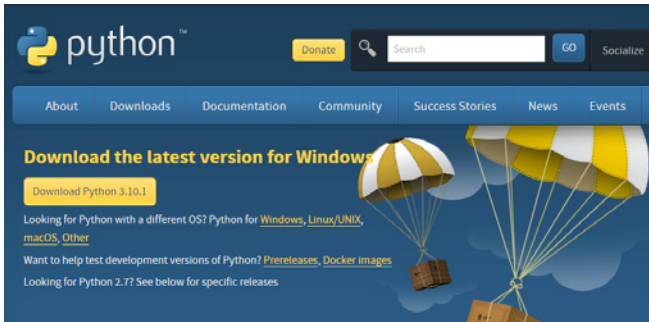 python™
Donate
Search
GO
Socialize
About Downloads Documentation Community Success Stories News Events
Download the latest version for Windows
Download Python 3.10.1
Looking for Python with a different OS? Python for Windows, Linux/UNIX,
macOS, Other
Want to help test development versions of Python? Prereleases, Docker images
Looking for Python 2.7? See below for specific releases